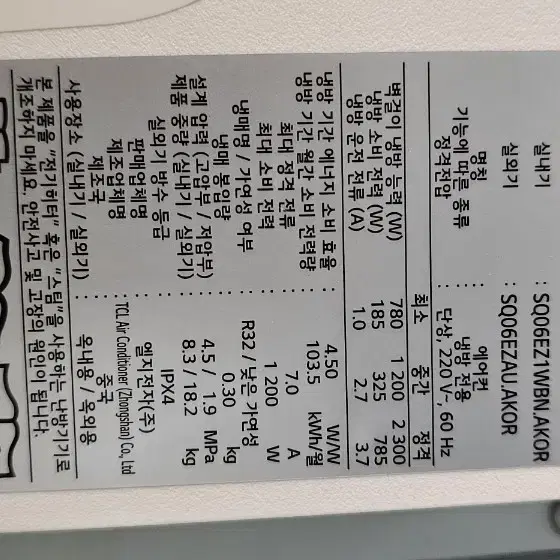 실내기 : SQ06EZ1WBN.AKOR
실외기 : SQ06EZAU.AKOR
명칭 : 에어컨
기능에 따른 종류 : 냉방 전용
정격전압 : 단상, 220 V~, 60 Hz
최소 중간 정격
벽걸이 냉방 능력 (W) 780 1 200 2 300
냉방 소비 전력 (W) 185 325 785
냉방 운전 전류 (A) 1.0 2.7 3.7
냉방 기간 에너지 소비 효율 : 4.50 W/W
냉방 기간 월간 소비 전력량 : 103.5 kWh/월
최대 정격 전류 : 7.0 A
최대 소비 전력 : 1 200 W
냉매명 / 가연성 여부 : R32 / 낮은 가연성
냉매 봉입량 : 0.30 kg
설계 압력 (고압부 / 저압부) : 4.5 / 1.9 MPa
제품 중량 (실내기 / 실외기) : 8.3 / 18.2 kg
실외기 방수 등급 : IPX4
판매업체명 : 엘지전자(주)
제조업체명 : TCL Air Conditioner (Zhongshan) Co., Ltd
제조국 : 중국
사용장소 (실내기 / 실외기) : 옥내용 / 옥외용
본 제품을 "전기히터" 혹은 "스팀"을 사용하는 난방기기로
개조하지 마세요. 안전사고 및 고장의 원인이 됩니다.